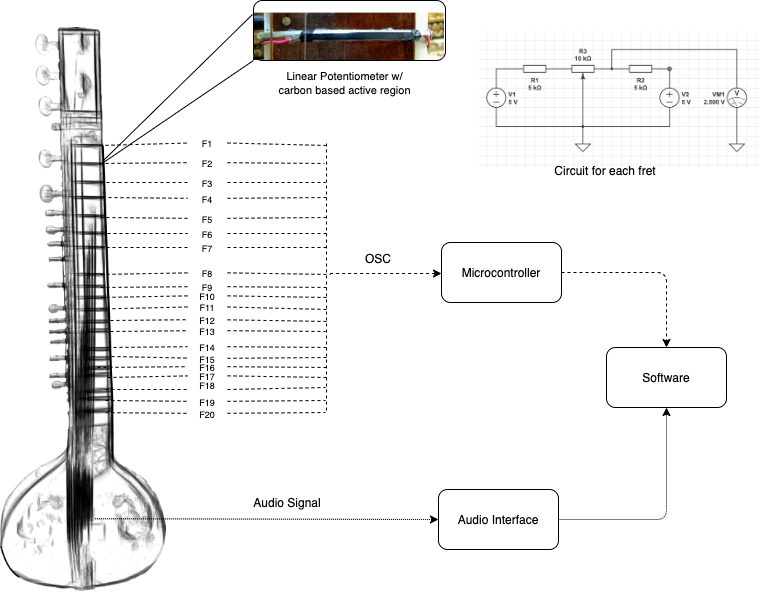 Linear Potentiometer w/
carbon based active region
R3
10 kΩ
R1
5 kΩ
R2
5 kΩ
V1
5 V
V2
5 V
VM1
2.500 V
V
Circuit for each fret
F1
F2
F3
F4
F5
F6
F7
F8
F9
F10
F11
F12
F13
F14
F15
F16
F17
F18
F19
F20
OSC
Microcontroller
Software
Audio Signal
Audio Interface